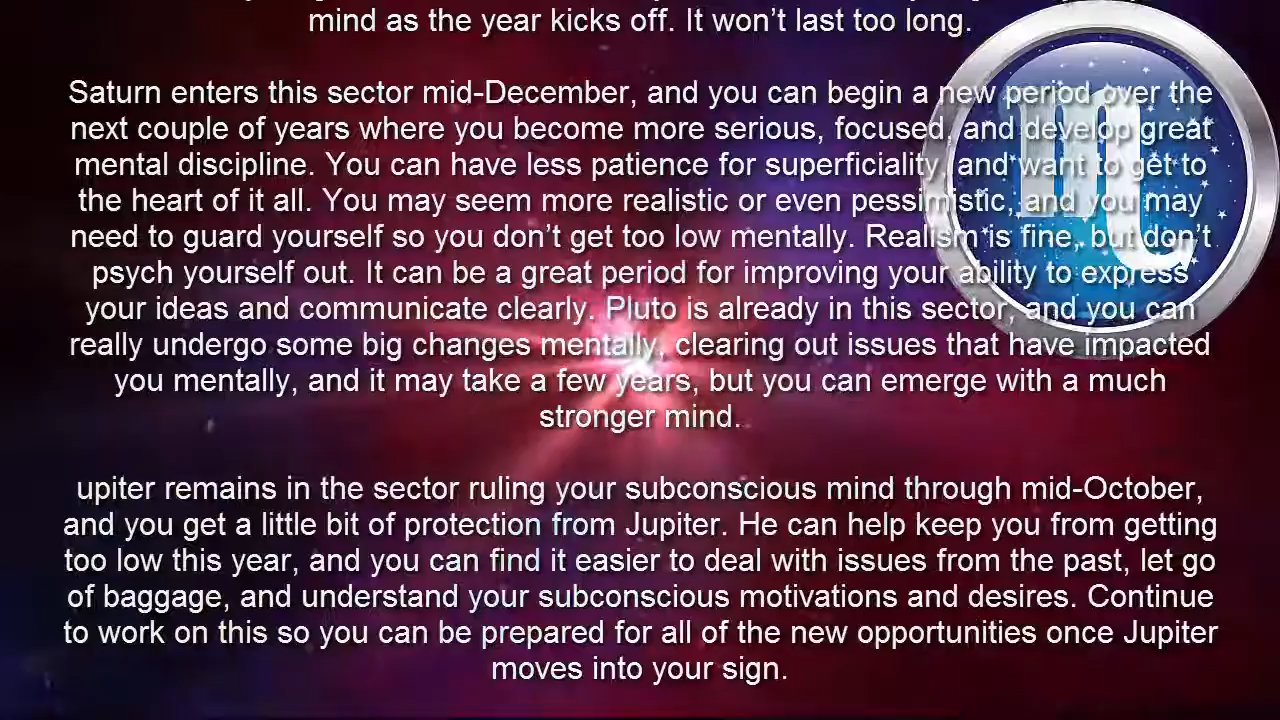 mind as the year kicks off. It won’t last too long.
Saturn enters this sector mid-December, and you can begin a new period over the
next couple of years where you become more serious, focused, and develop great
mental discipline. You can have less patience for superficiality, and want to get to
the heart of it all. You may seem more realistic or even pessimistic, and you may
need to guard yourself so you don’t get too low mentally. Realism is fine, but don’t
psych yourself out. It can be a great period for improving your ability to express
your ideas and communicate clearly. Pluto is already in this sector, and you can
really undergo some big changes mentally, clearing out issues that have impacted
you mentally, and it may take a few years, but you can emerge with a much
stronger mind.
upiter remains in the sector ruling your subconscious mind through mid-October,
and you get a little bit of protection from Jupiter. He can help keep you from getting
too low this year, and you can find it easier to deal with issues from the past, let go
of baggage, and understand your subconscious motivations and desires. Continue
to work on this so you can be prepared for all of the new opportunities once Jupiter
moves into your sign.